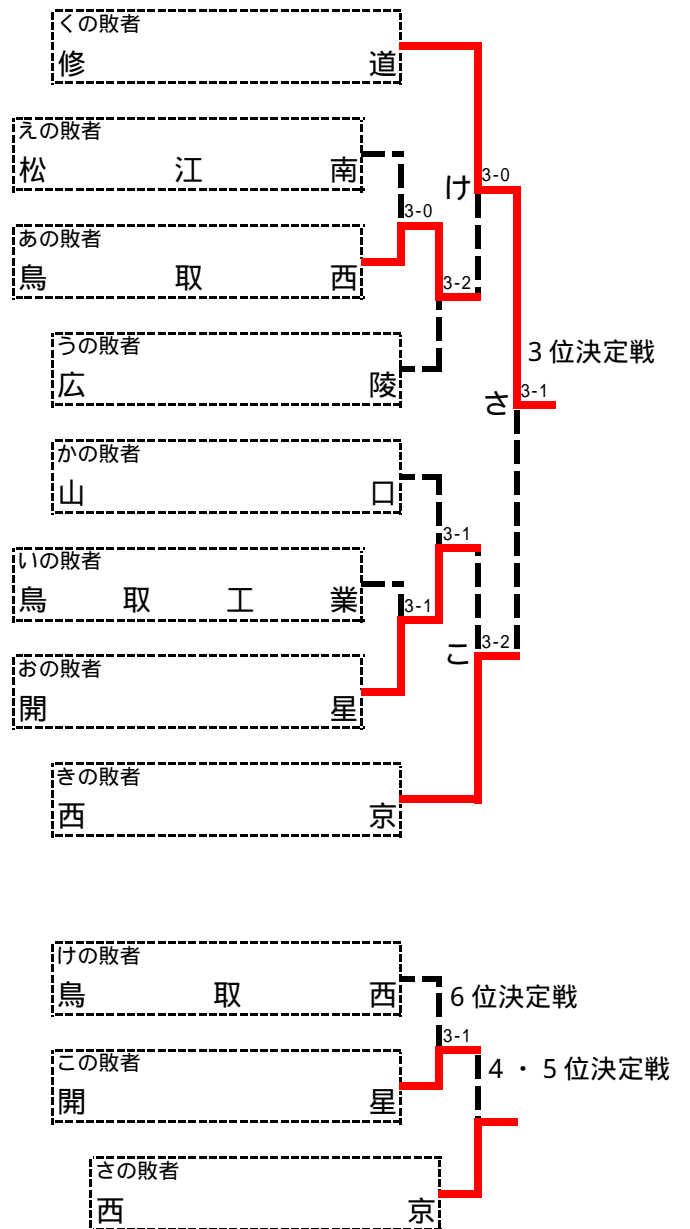 くの敗者
修道
えの敗者
松江南
け
3-0
3-0
あの敗者
鳥取西
3-2
うの敗者
広陵
3位決定戦
さ
3-1
かの敗者
山口
3-1
いの敗者
鳥取工業
3-1
こ
3-2
おの敗者
開星
きの敗者
西京
けの敗者
鳥取西
6位決定戦
3-1
この敗者
開星
4・5位決定戦
さの敗者
西京